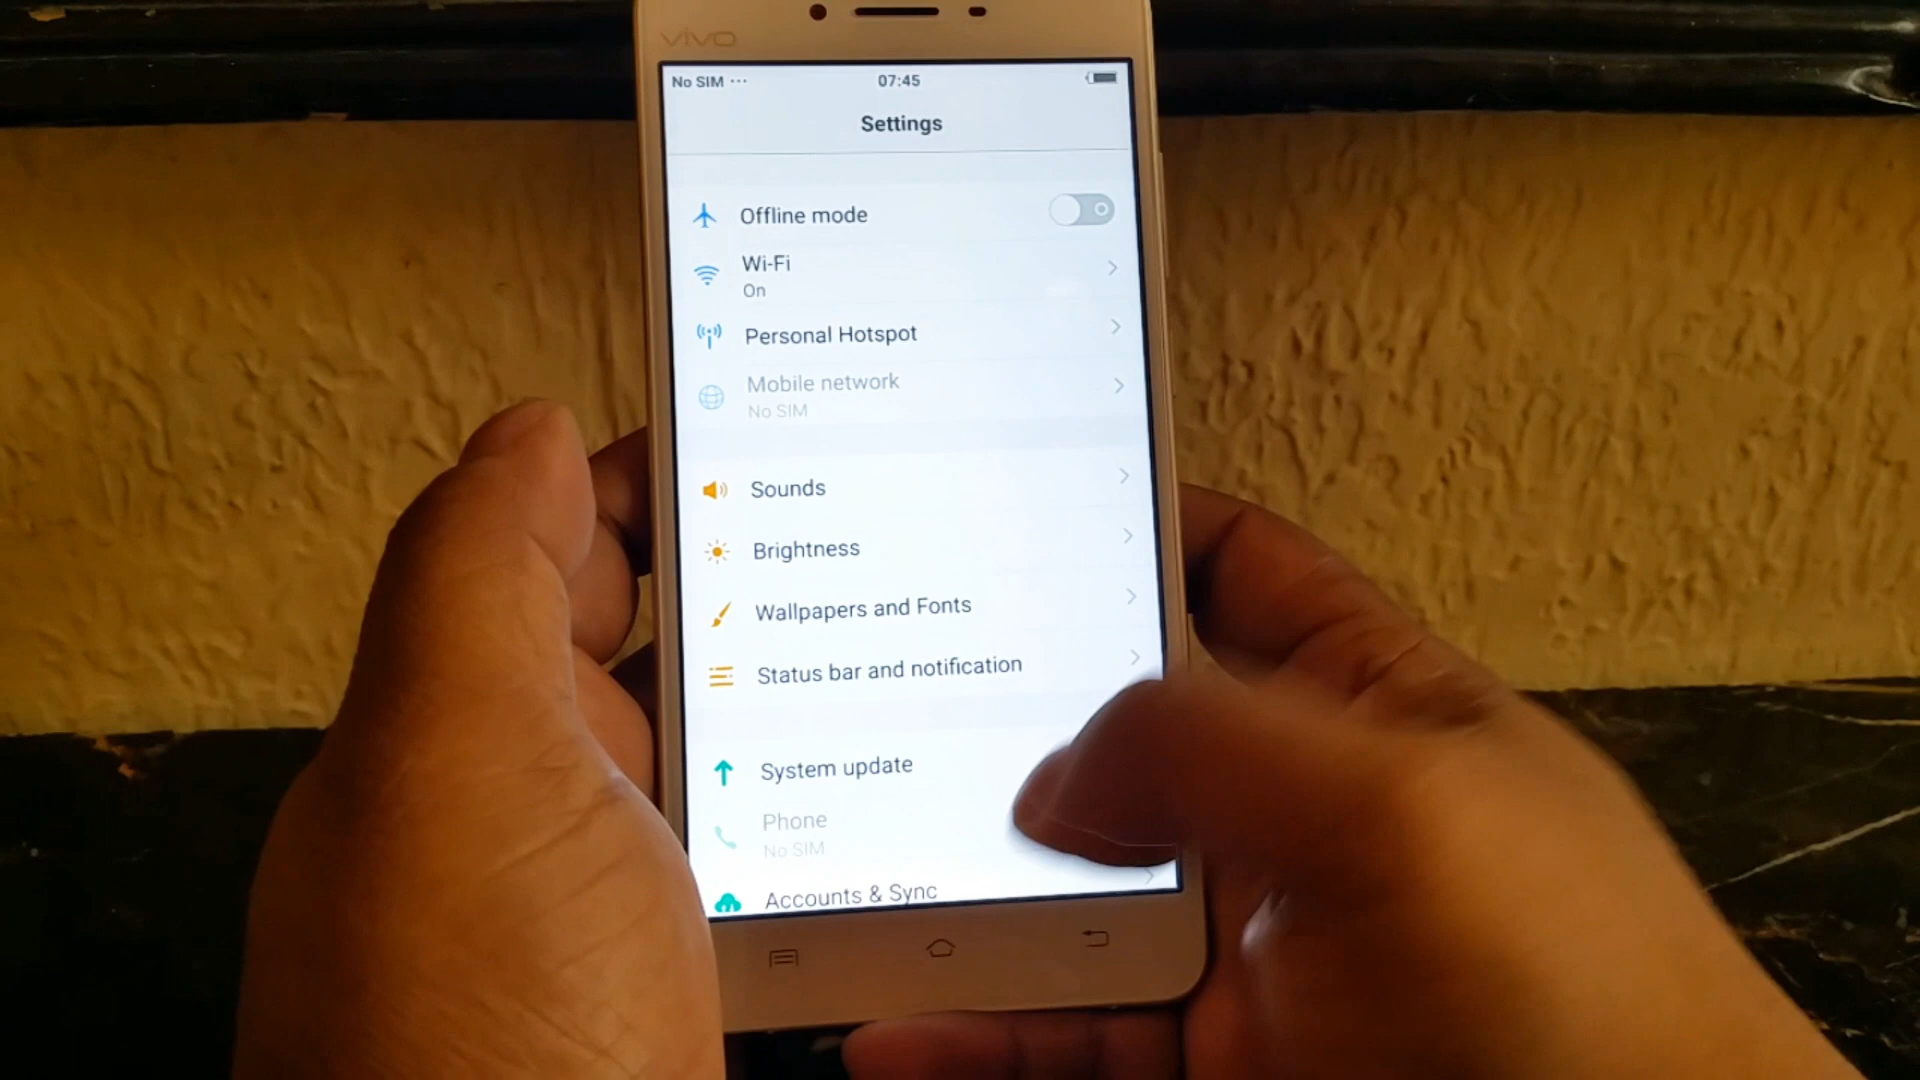 vivo
No SIM ··· 07:45
Settings
Offline mode
Wi-Fi
On
Personal Hotspot
Mobile network
No SIM
Sounds
Brightness
Wallpapers and Fonts
Status bar and notification
System update
Phone
No SIM
Accounts & Sync